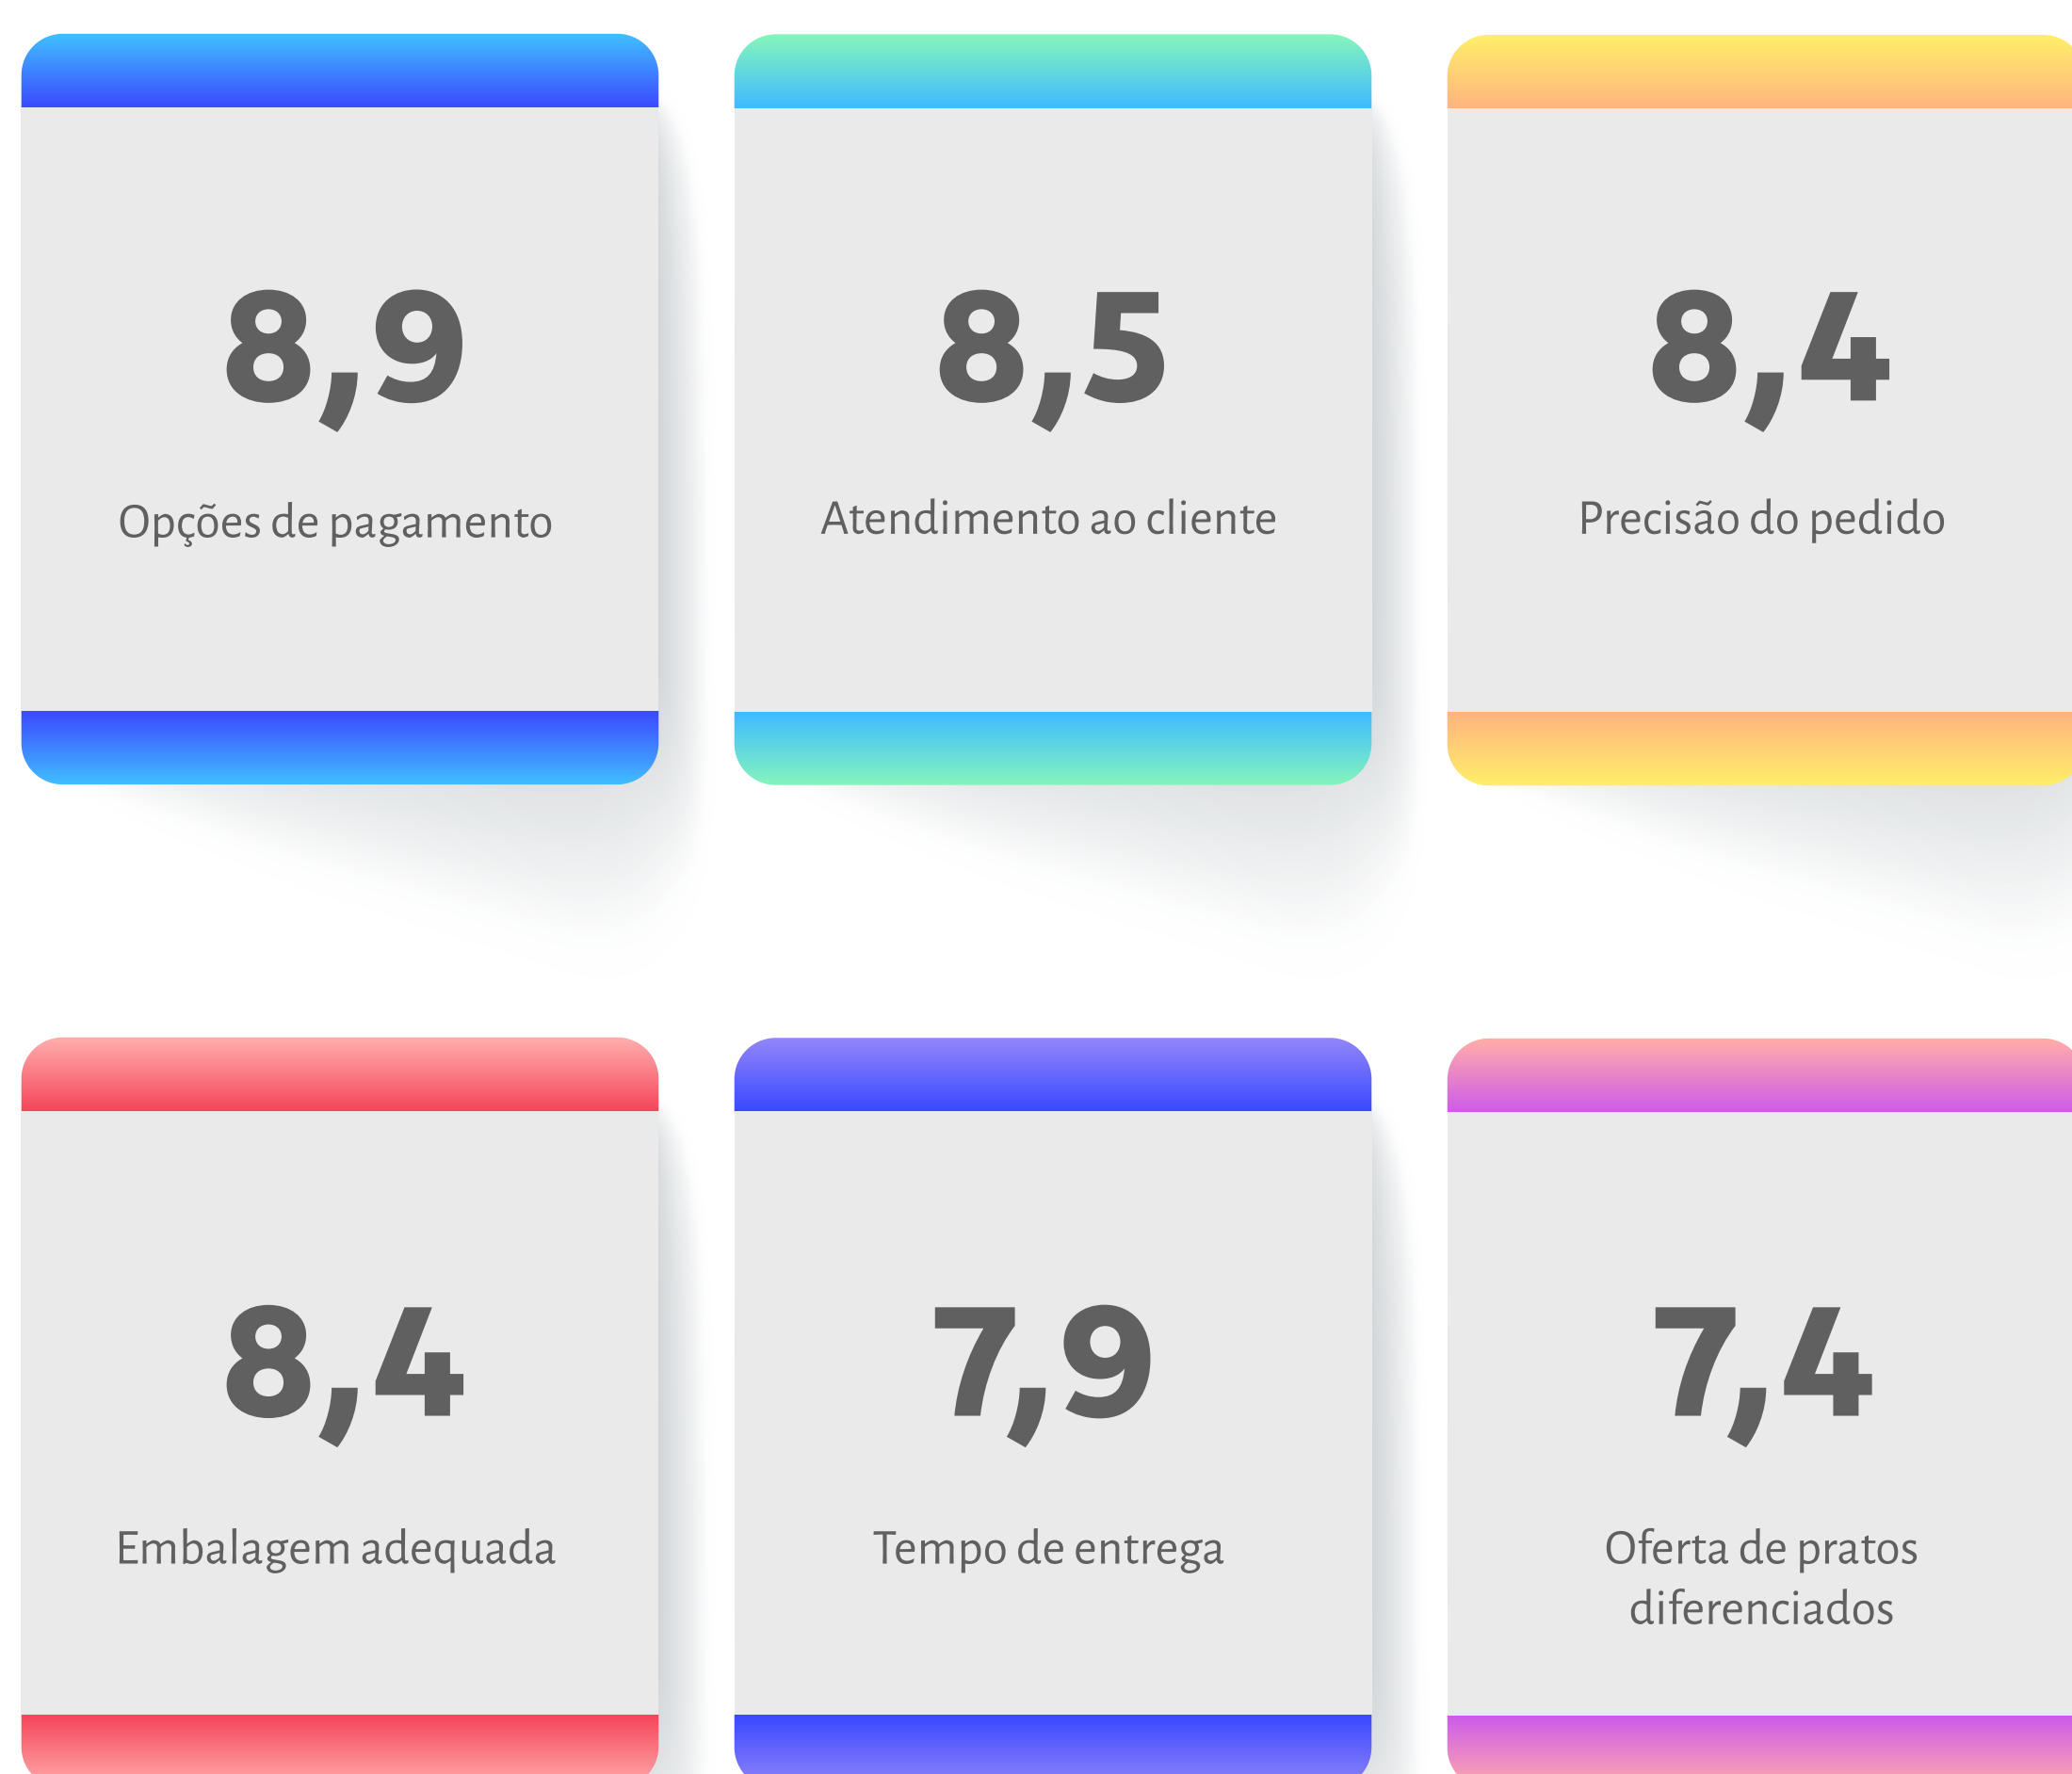 8,9
Opções de pagamento
8,5
Atendimento ao cliente
8,4
Precisão do pedido
8,4
Embalagem adequada
7,9
Tempo de entrega
7,4
Oferta de pratos
diferenciados